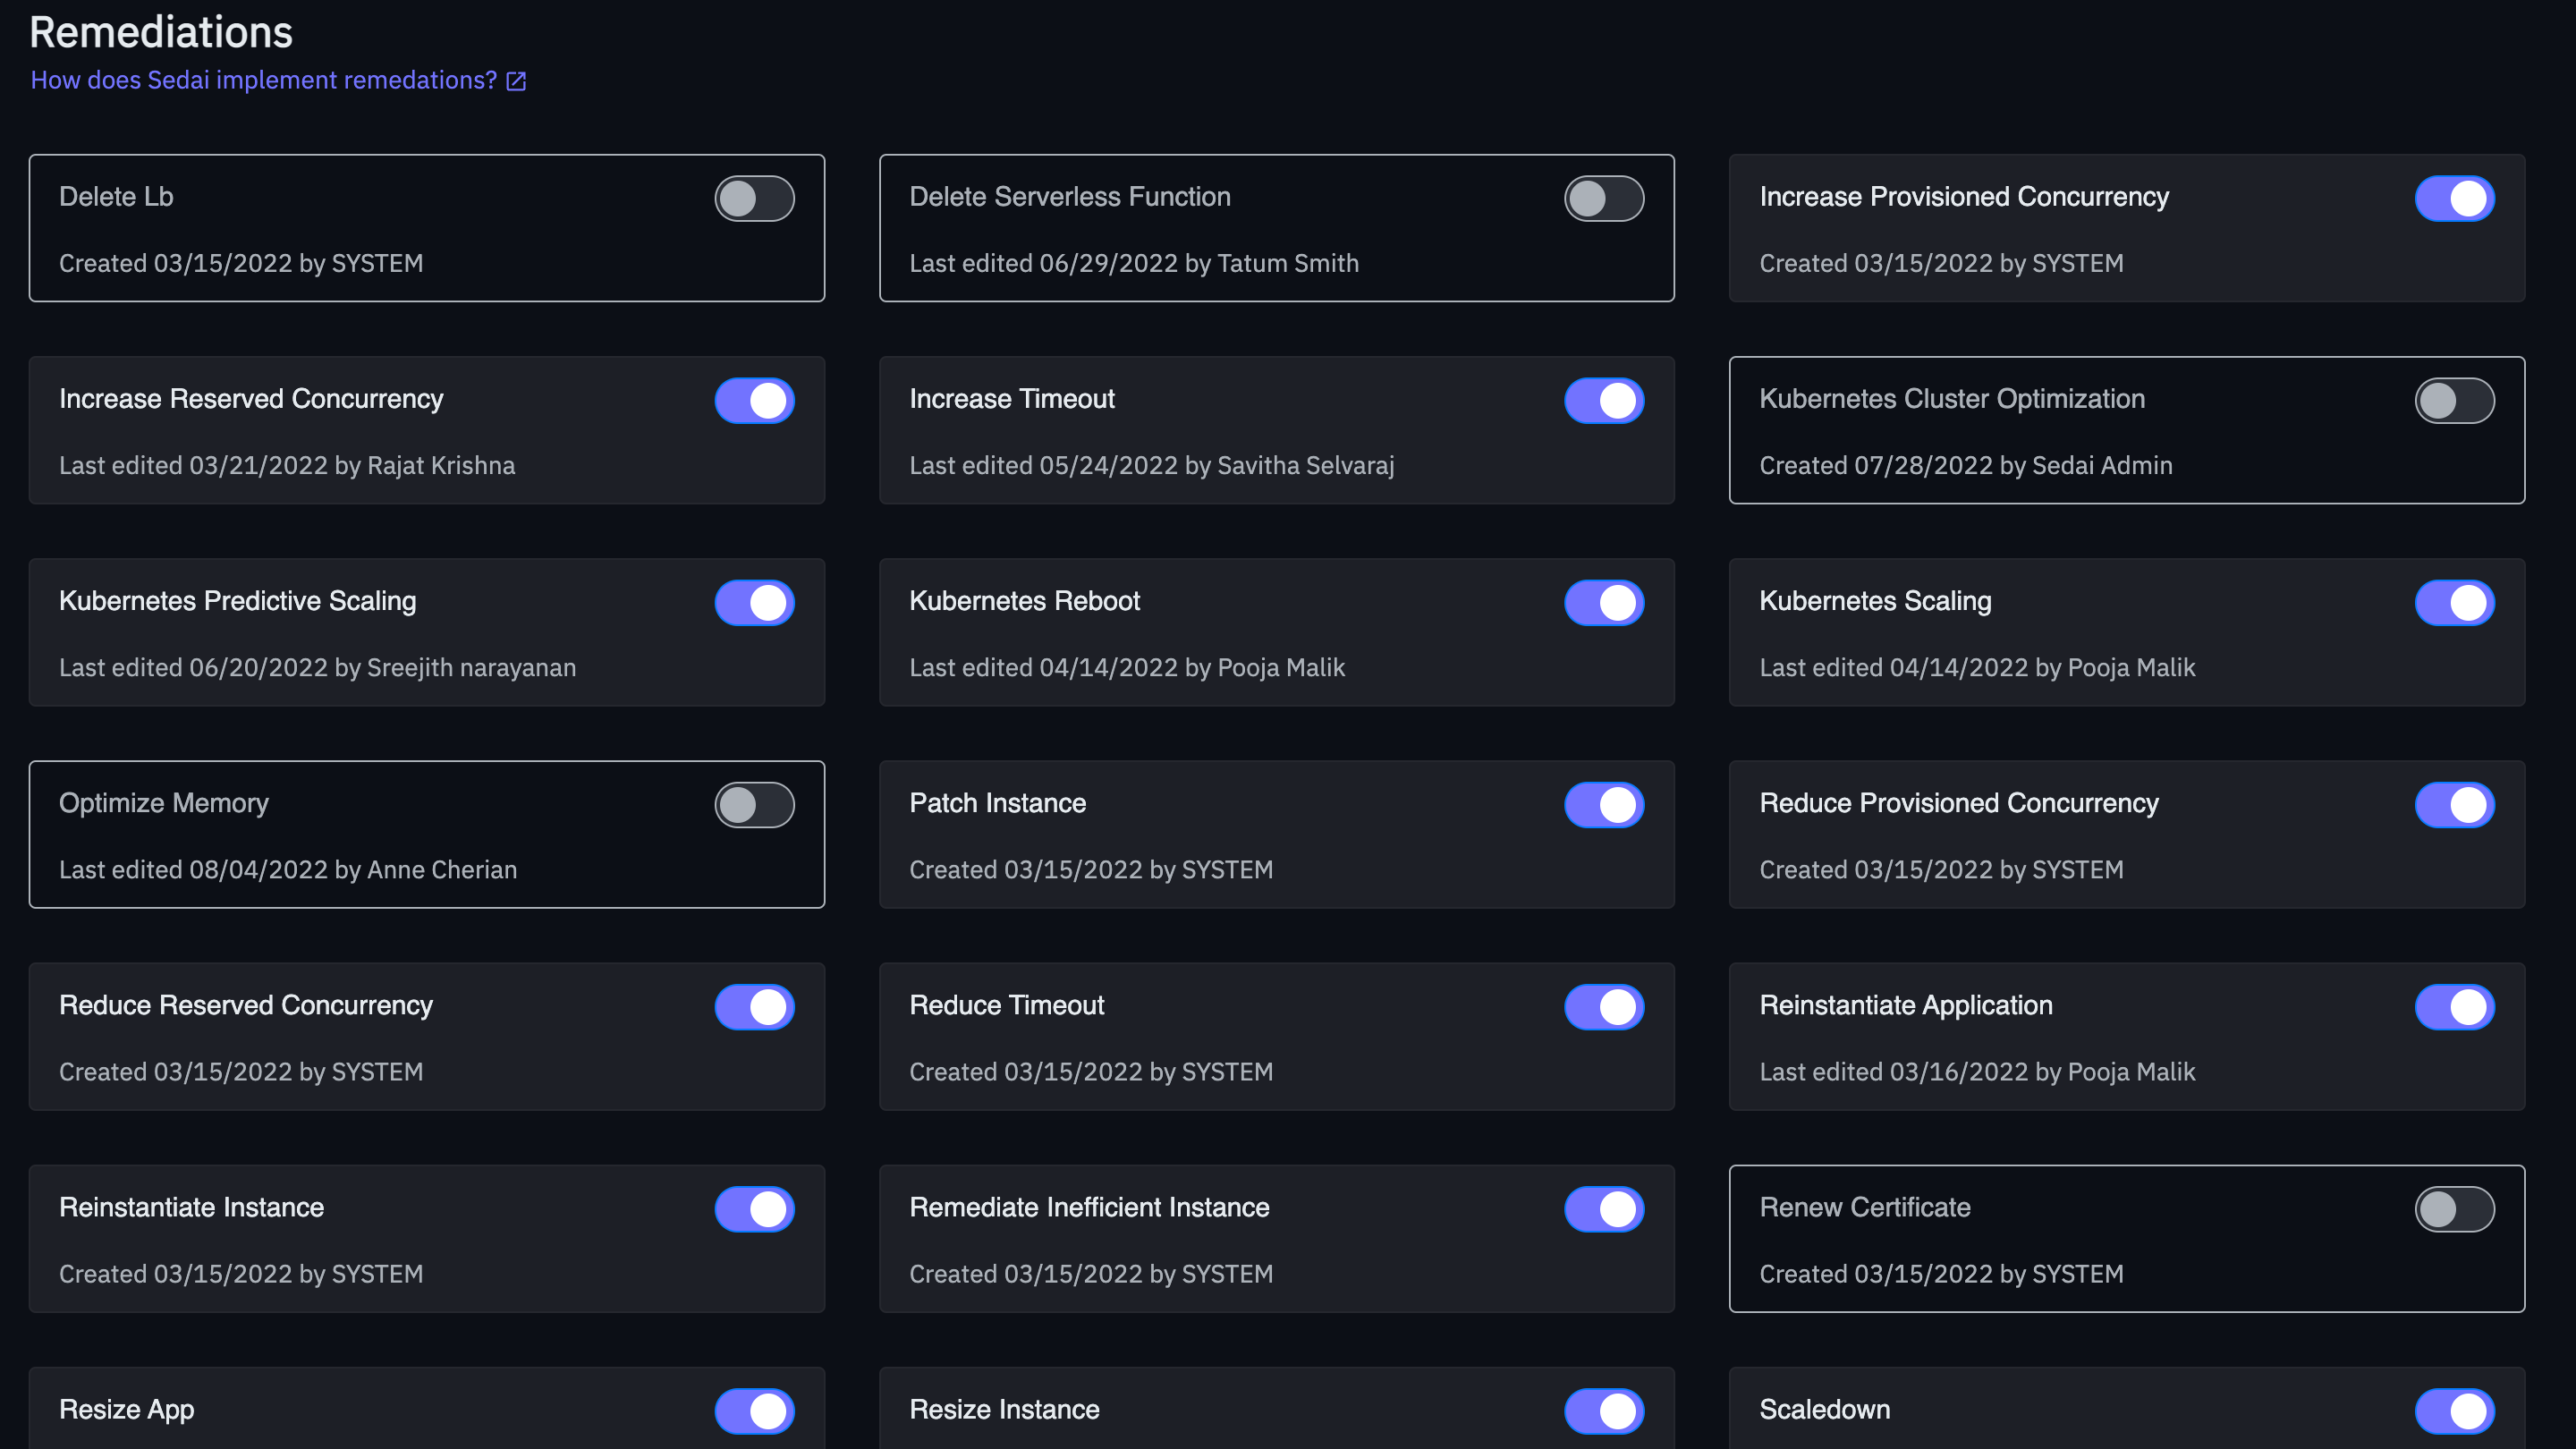 Remediations
How does Sedai implement remedations?
Delete Lb
Created 03/15/2022 by SYSTEM
Delete Serverless Function
Last edited 06/29/2022 by Tatum Smith
Increase Provisioned Concurrency
Created 03/15/2022 by SYSTEM
Increase Reserved Concurrency
Last edited 03/21/2022 by Rajat Krishna
Increase Timeout
Last edited 05/24/2022 by Savitha Selvaraj
Kubernetes Cluster Optimization
Created 07/28/2022 by Sedai Admin
Kubernetes Predictive Scaling
Last edited 06/20/2022 by Sreejith narayanan
Kubernetes Reboot
Last edited 04/14/2022 by Pooja Malik
Kubernetes Scaling
Last edited 04/14/2022 by Pooja Malik
Optimize Memory
Last edited 08/04/2022 by Anne Cherian
Patch Instance
Created 03/15/2022 by SYSTEM
Reduce Provisioned Concurrency
Created 03/15/2022 by SYSTEM
Reduce Reserved Concurrency
Created 03/15/2022 by SYSTEM
Reduce Timeout
Created 03/15/2022 by SYSTEM
Reinstantiate Application
Last edited 03/16/2022 by Pooja Malik
Reinstantiate Instance
Created 03/15/2022 by SYSTEM
Remediate Inefficient Instance
Created 03/15/2022 by SYSTEM
Renew Certificate
Created 03/15/2022 by SYSTEM
Resize App
Resize Instance
Scaledown